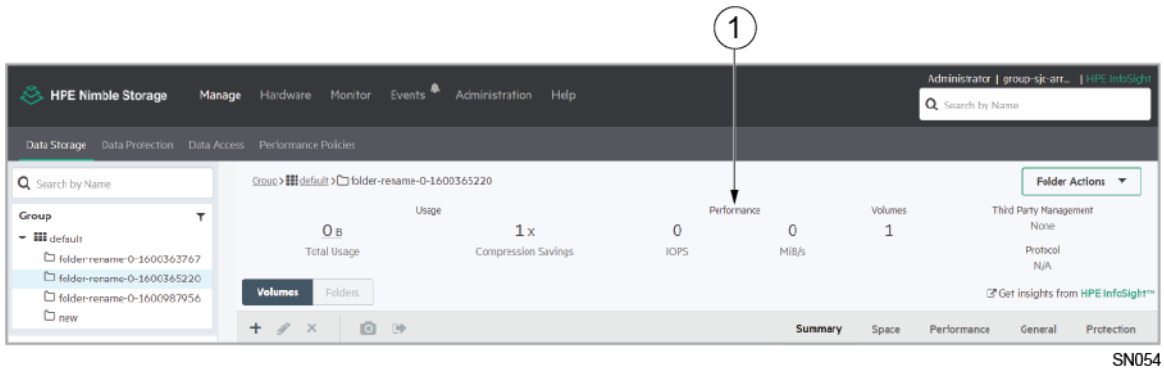 1
HPE Nimble Storage Manage Hardware Monitor Events Administration Help
Administrator | group-sjc-arr... | HPE InfoSight
Search by Name
Data Storage Data Protection Data Access Performance Policies
Search by Name
Group
default
folder-rename-0-1600363767
folder-rename-0-1600365220
folder-rename-0-1600987956
new
Group > default > folder-rename-0-1600365220
Folder Actions
Usage Performance Volumes Third Party Management
0 B 1 x 0 0 1 None
Total Usage Compression Savings IOPS MiB/s Protocol
N/A
Volumes Folders
Get insights from HPE InfoSight™
Summary Space Performance General Protection
SN054